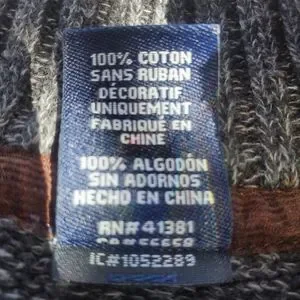 100% COTON
SANS RUBAN
DÉCORATIF
UNIQUEMENT
FABRIQUÉ EN
CHINE
100% ALGODÓN
SIN ADORNOS
HECHO EN CHINA
RN# 41381
IC#1052289